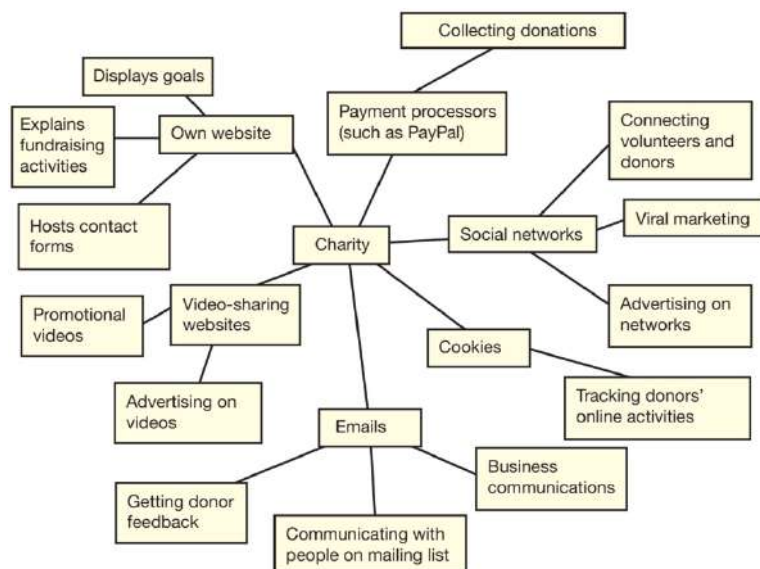 Collecting donations
Displays goals
Payment processors
(such as PayPal)
Explains
fundraising
activities
Own website
Connecting
volunteers and
donors
Hosts contact
forms
Charity
Social networks
Viral marketing
Promotional
videos
Video-sharing
websites
Advertising on
networks
Cookies
Advertising on
videos
Tracking donors'
online activities
Emails
Getting donor
feedback
Business
communications
Communicating with
people on mailing list